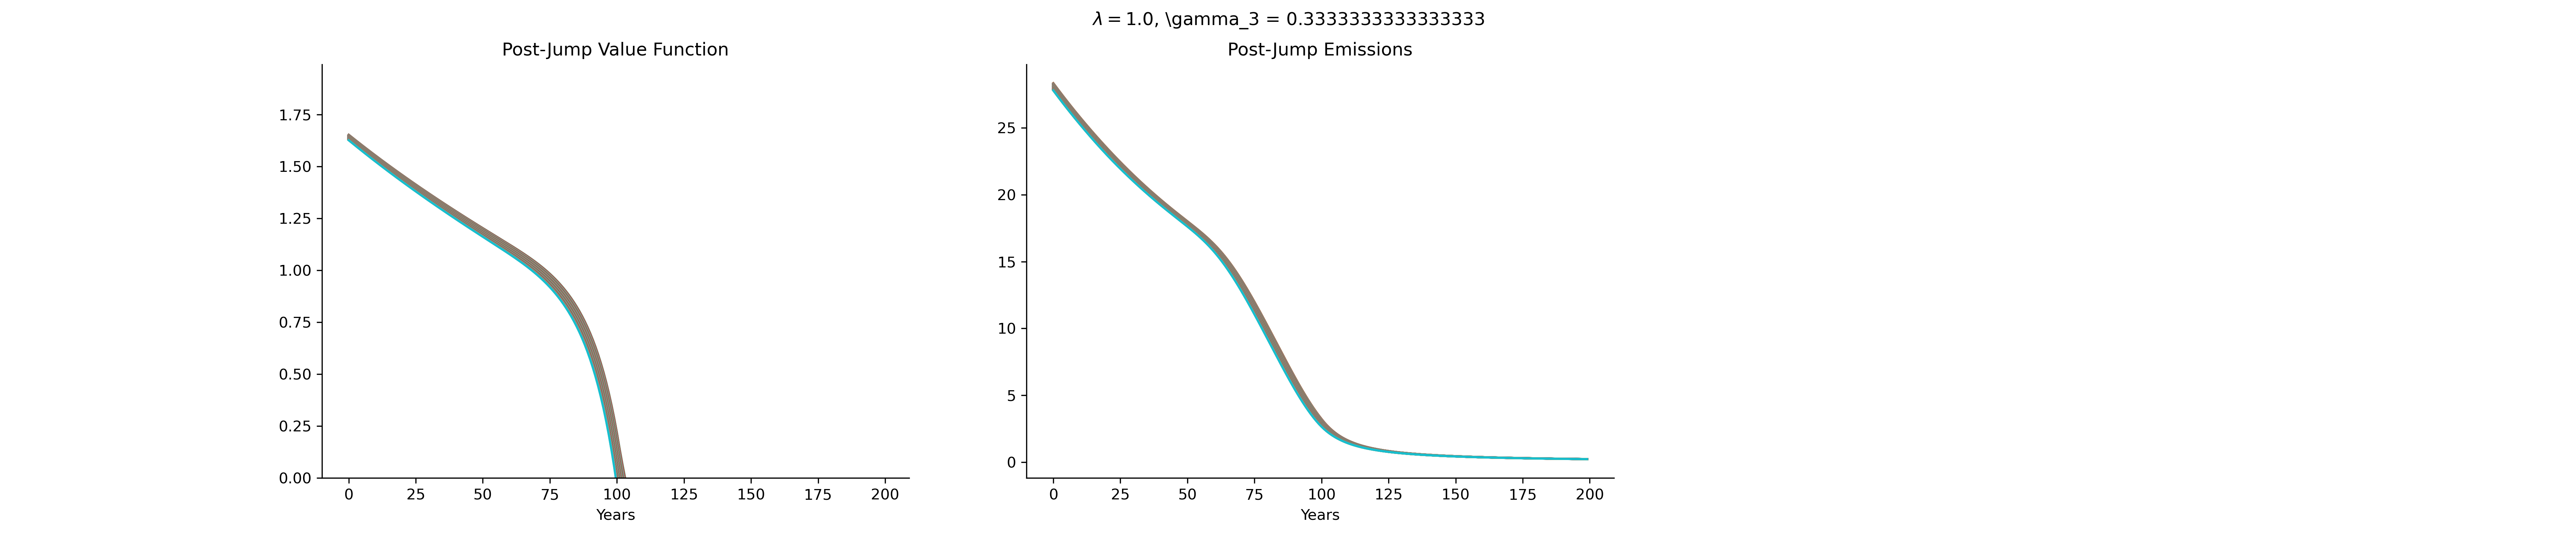 λ = 1.0, \gamma_3 = 0.3333333333333333
Post-Jump Value Function
1.75
1.50
1.25
1.00
0.75
0.50
0.25
0.00
0 25 50 75 100 125 150 175 200
Years
Post-Jump Emissions
25
20
15
10
5
0
0 25 50 75 100 125 150 175 200
Years